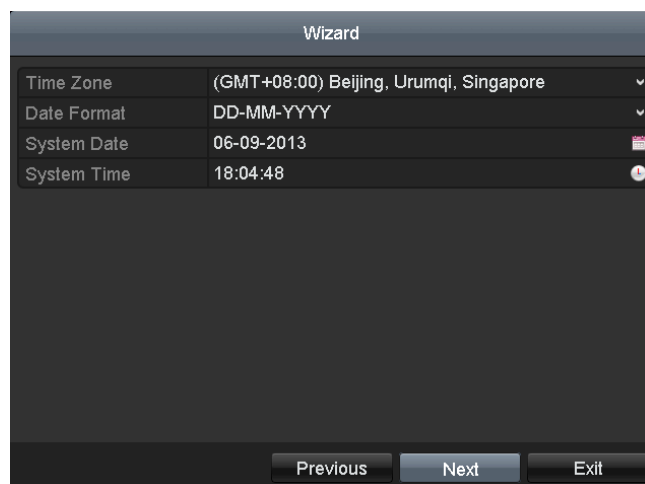 Wizard
Time Zone (GMT+08:00) Beijing, Urumqi, Singapore
Date Format DD-MM-YYYY
System Date 06-09-2013
System Time 18:04:48
Previous Next Exit